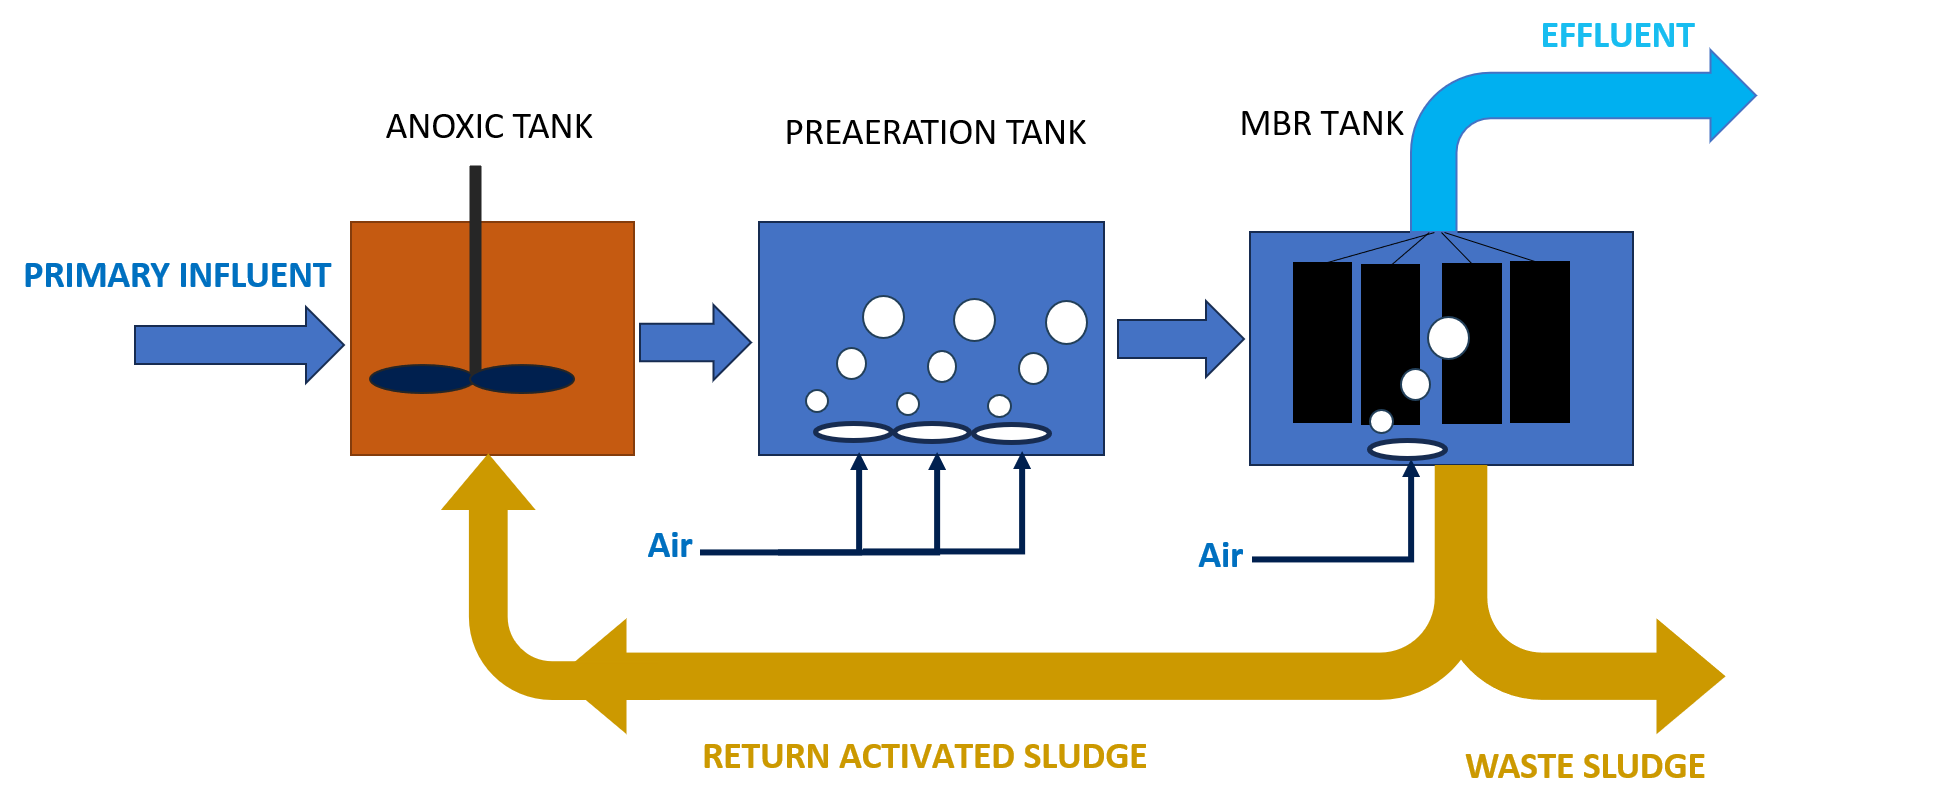 EFFLUENT
ANOXIC TANK
PREAERATION TANK
MBR TANK
PRIMARY INFLUENT
Air
Air
RETURN ACTIVATED SLUDGE
WASTE SLUDGE